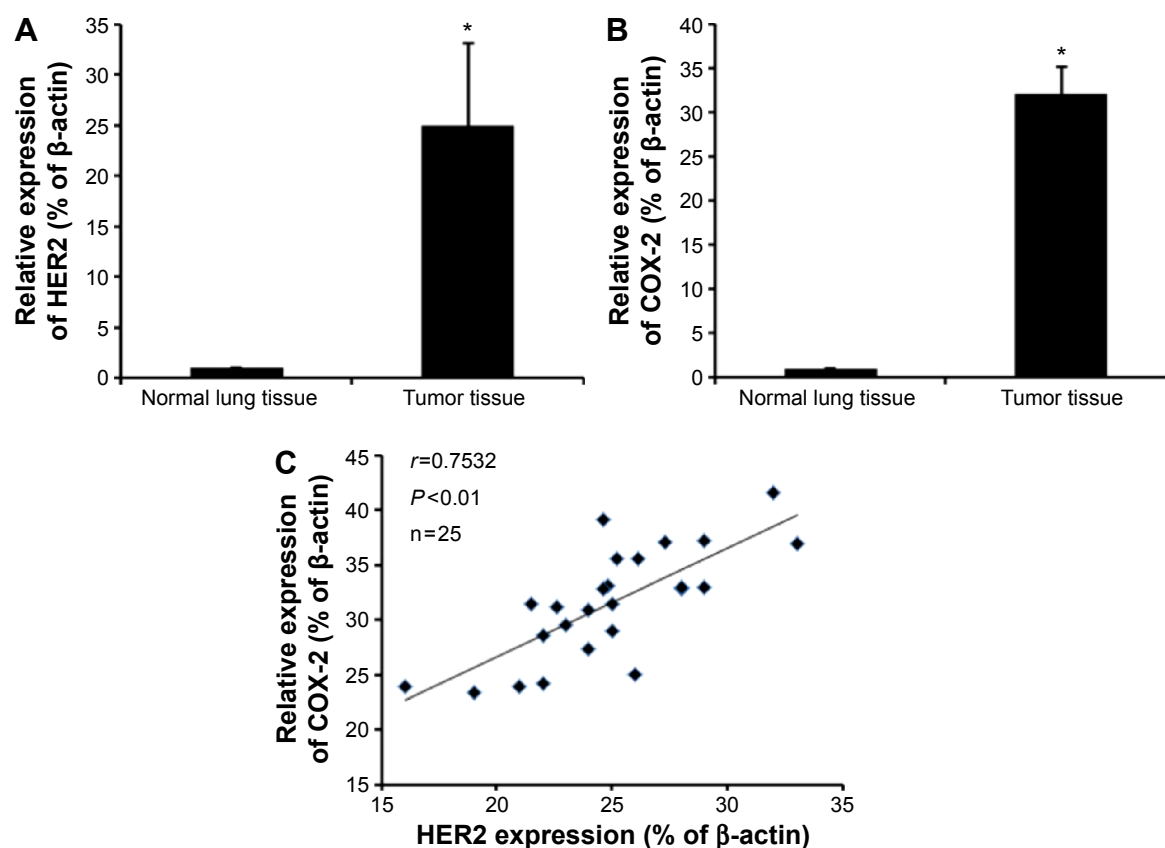 A
Relative expression
of HER2 (% of β-actin)
35
30
25
20
15
10
5
0
*
Normal lung tissue
Tumor tissue
B
Relative expression
of COX-2 (% of β-actin)
40
35
30
25
20
15
10
5
0
*
Normal lung tissue
Tumor tissue
C
Relative expression
of COX-2 (% of β-actin)
45
40
35
30
25
20
15
r=0.7532
P<0.01
n=25
15 20 25 30 35
HER2 expression (% of β-actin)